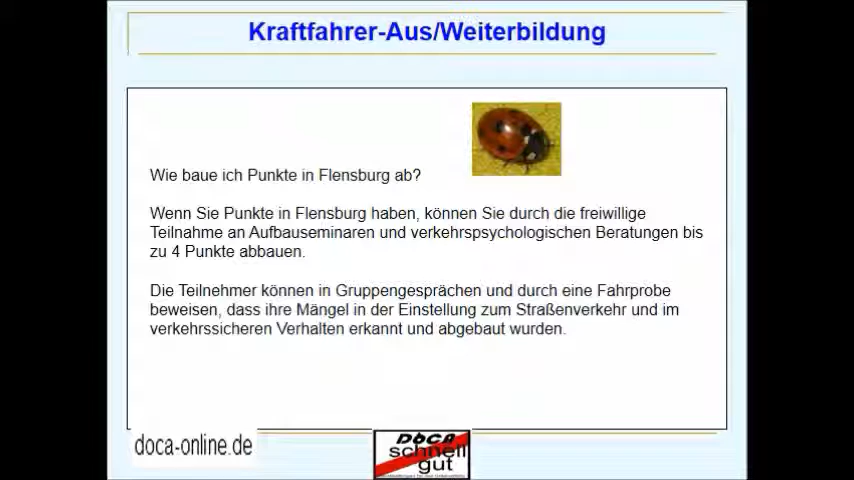 Kraftfahrer-Aus/Weiterbildung
Wie baue ich Punkte in Flensburg ab?
Wenn Sie Punkte in Flensburg haben, können Sie durch die freiwillige
Teilnahme an Aufbauseminaren und verkehrspsychologischen Beratungen bis
zu 4 Punkte abbauen.
Die Teilnehmer können in Gruppengesprächen und durch eine Fahrprobe
beweisen, dass ihre Mängel in der Einstellung zum Straßenverkehr und im
verkehrssicheren Verhalten erkannt und abgebaut wurden.
doca-online.de
DoCA
schnell
gut